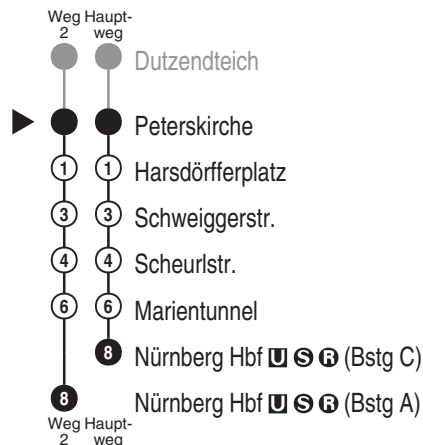 Weg Haupt-
2 weg
Dutzendteich
Peterskirche
1 1 Harsdörfferplatz
3 3 Schweiggerstr.
4 4 Scheurlstr.
6 6 Marientunnel
8 Nürnberg Hbf U S R (Bstg C)
8 Nürnberg Hbf U S R (Bstg A)
Weg Haupt-
2 weg